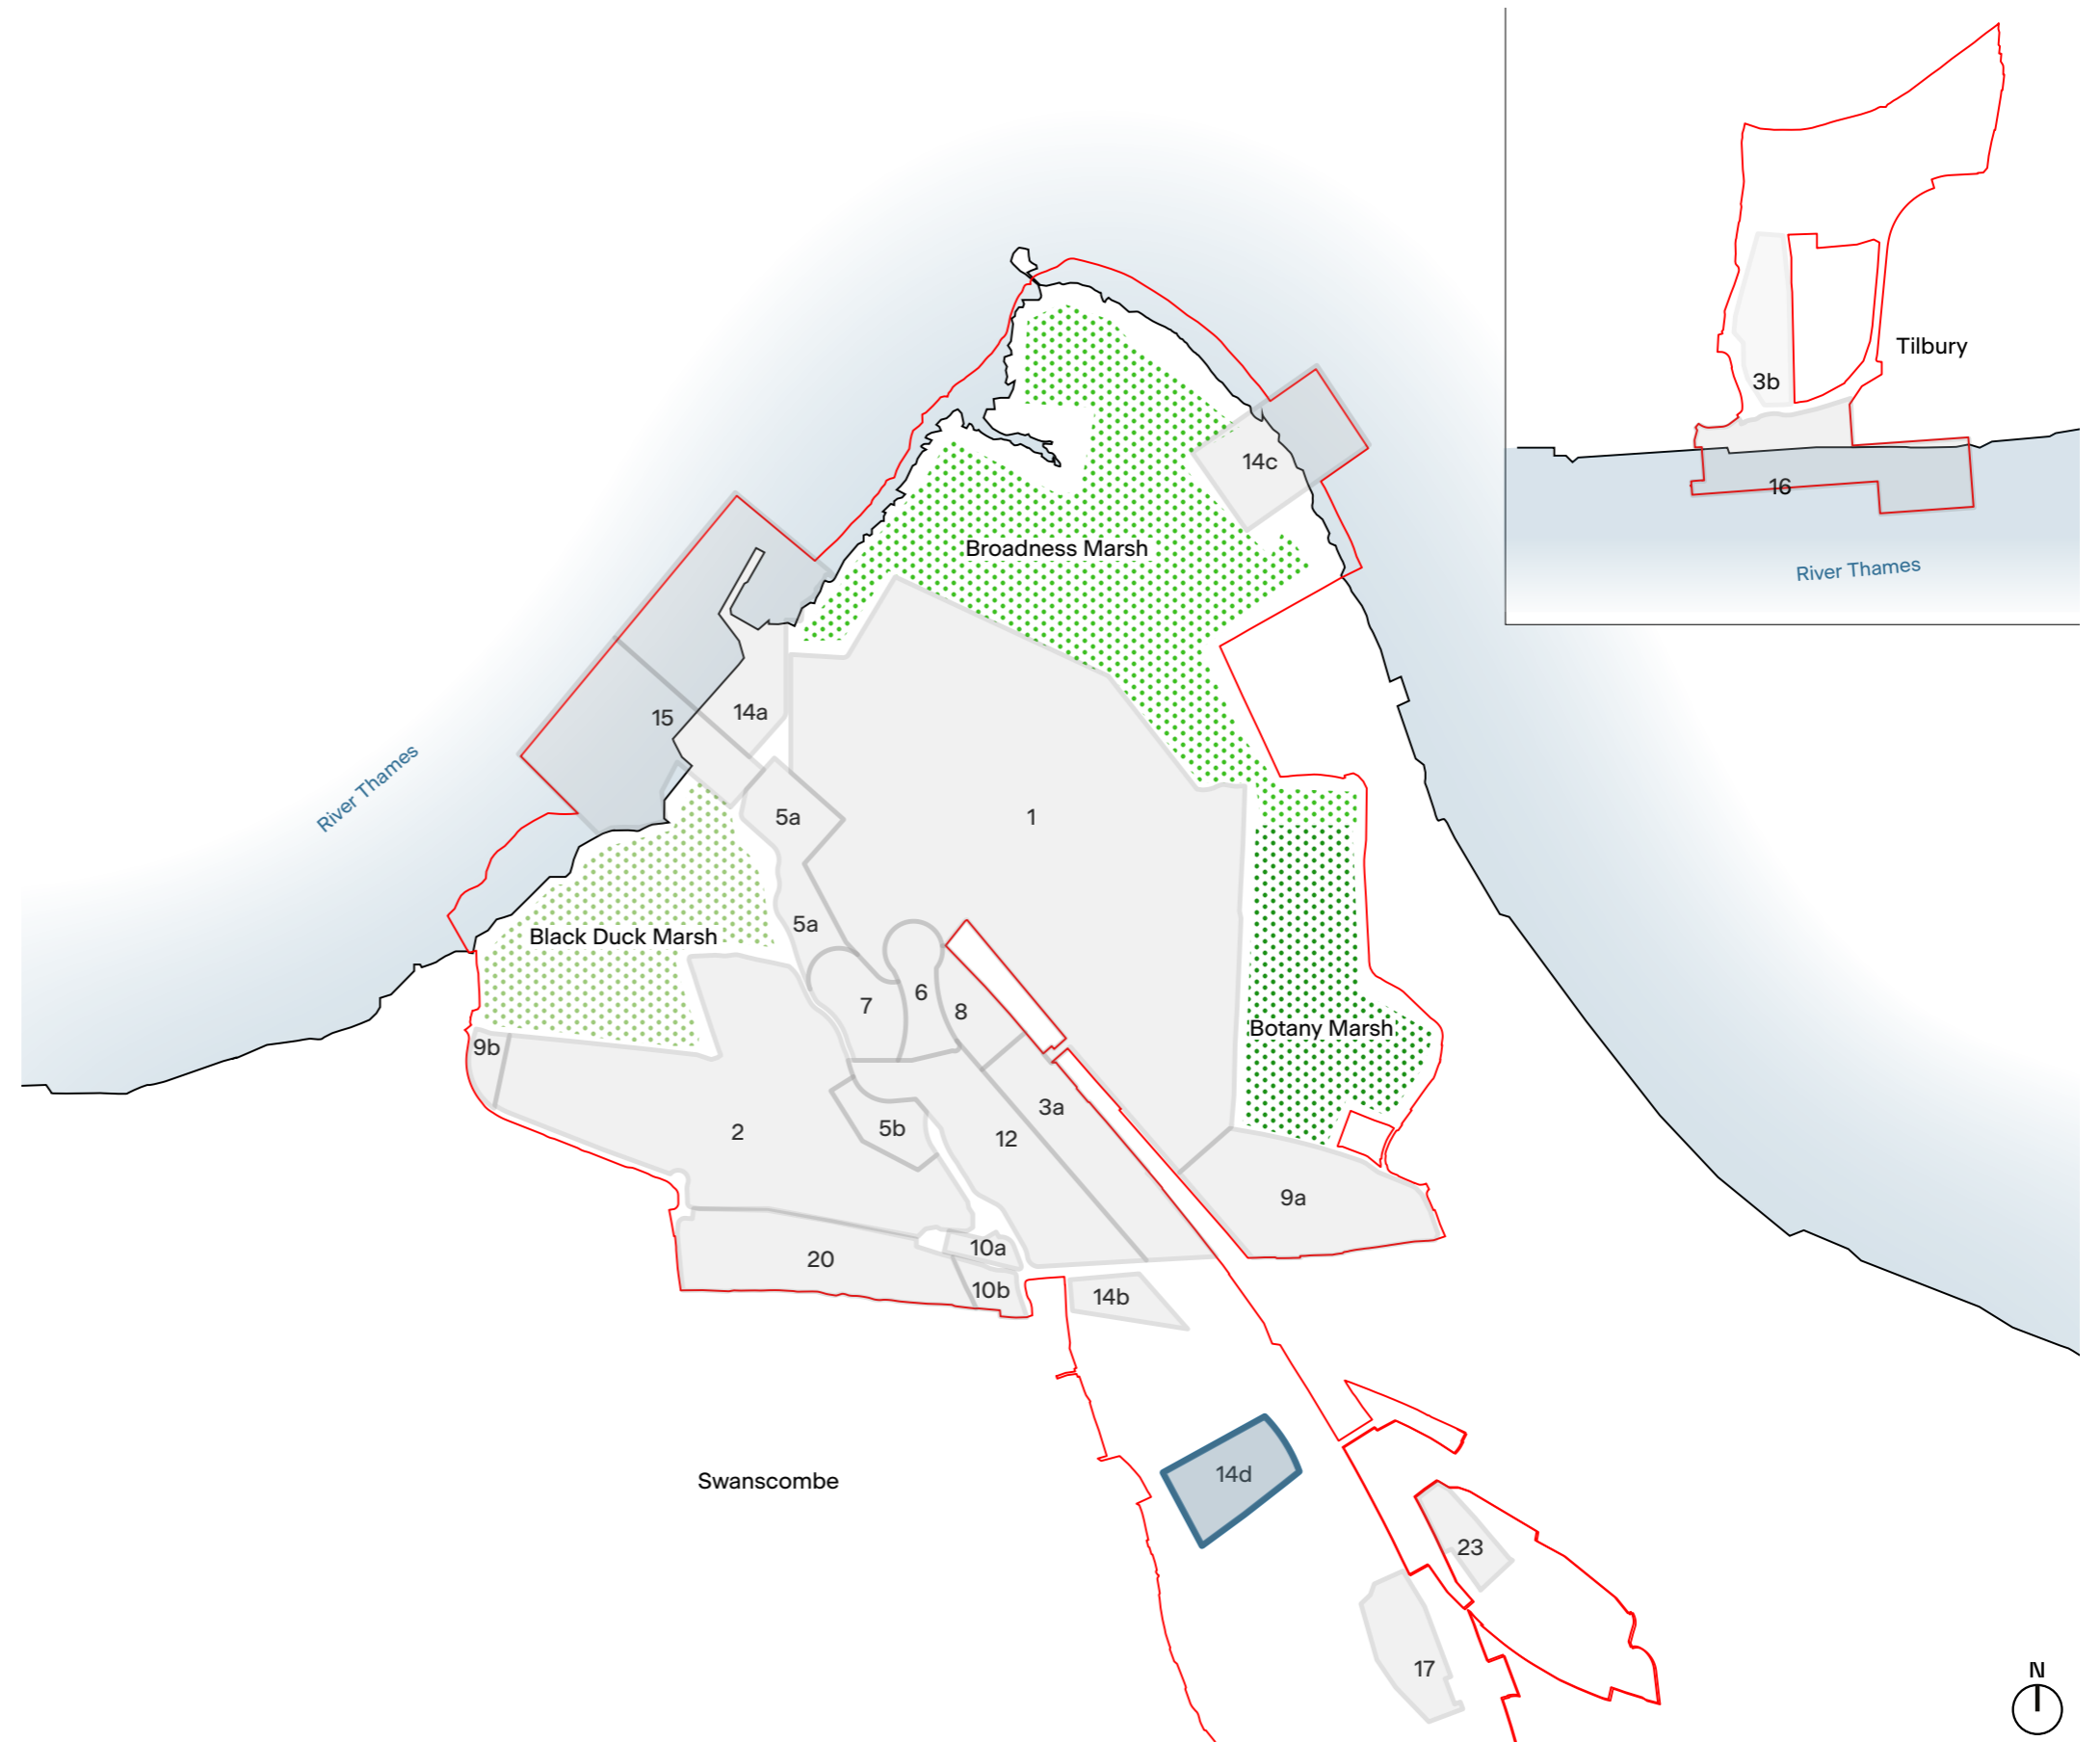 Tilbury
3b
16
River Thames
14c
Broadness Marsh
15
14a
River Thames
5a
1
5a
Black Duck Marsh
7
6
8
Botany Marsh
9b
3a
2
5b
12
9a
20
10a
10b
14b
Swanscombe
14d
23
17
N